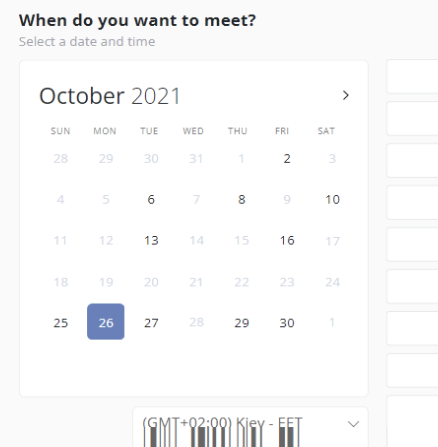 When do you want to meet?
Select a date and time
October 2021
SUN MON TUE WED THU FRI SAT
28 29 30 31 1 2 3
4 5 6 7 8 9 10
11 12 13 14 15 16 17
18 19 20 21 22 23 24
25 26 27 28 29 30 1
(GMT+02:00) Kiev - EET